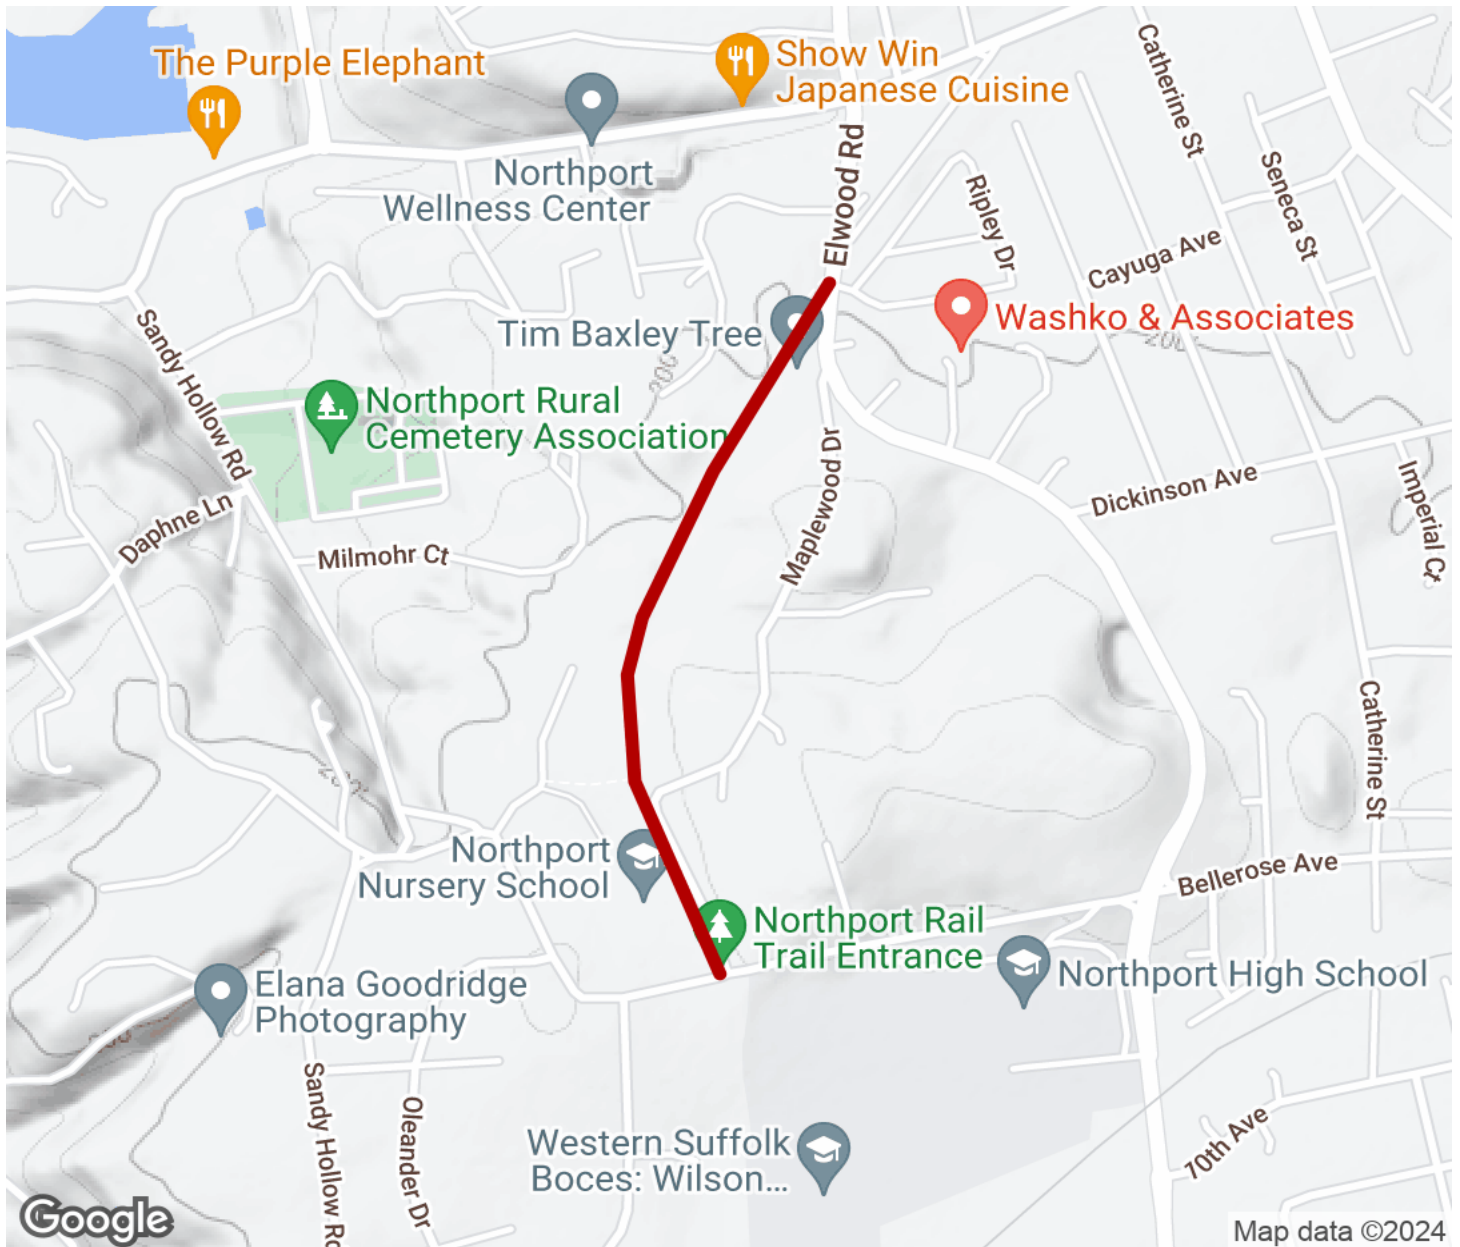 The Purple Elephant
Show Win
Japanese Cuisine
Catherine St
Elwood Rd
Northport
Wellness Center
Seneca St
Ripley Dr
Cayuga Ave
Tim Baxley Tree
Washko & Associates
200
200
Sandy Hollow Rd
Northport Rural
Cemetery Association
Maplewood Dr
Dickinson Ave
Imperial Ct
Daphne Ln
Milmohr Ct
Catherine St
Northport
Nursery School
Bellerose Ave
Northport Rail
Trail Entrance
Northport High School
Elana Goodridge
Photography
Sandy Hollow Rd
Oleander Dr
Western Suffolk
Boces: Wilson...
70th Ave
Google
Map data ©2024